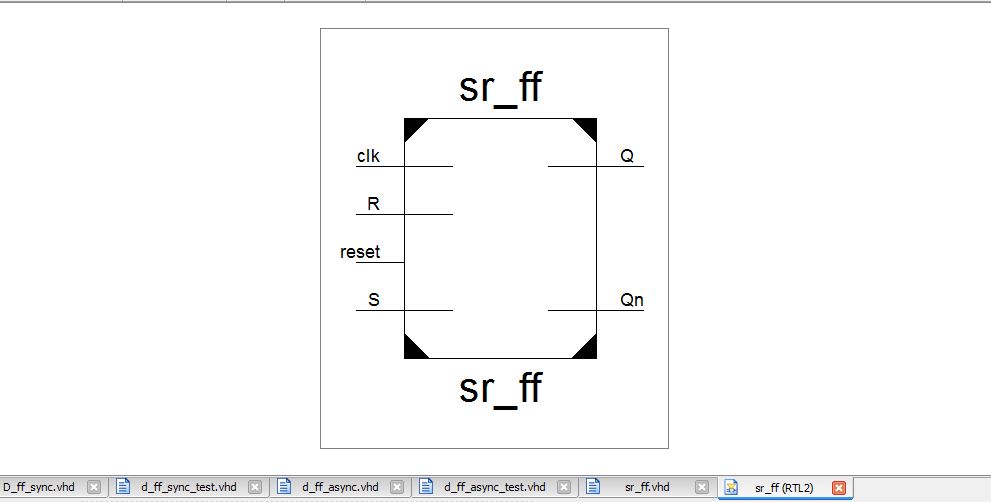 sr_ff
clk
Q
R
reset
S
Qn
sr_ff
D_ff_sync.vhd d_ff_sync_test.vhd d_ff_async.vhd d_ff_async_test.vhd sr_ff.vhd sr_ff (RTL2)